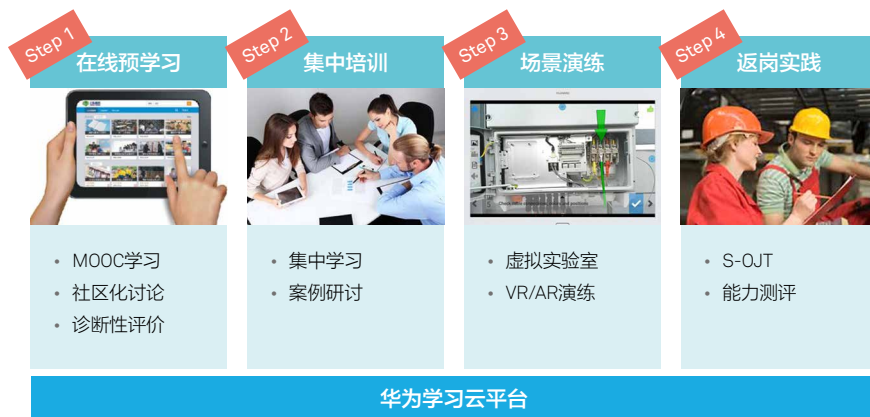 Step 1
在线预学习
MOOC学习
社区化讨论
诊断性评价
Step 2
集中培训
集中学习
案例研讨
Step 3
场景演练
虚拟实验室
VR/AR演练
Step 4
返岗实践
S-OJT
能力测评
华为学习云平台